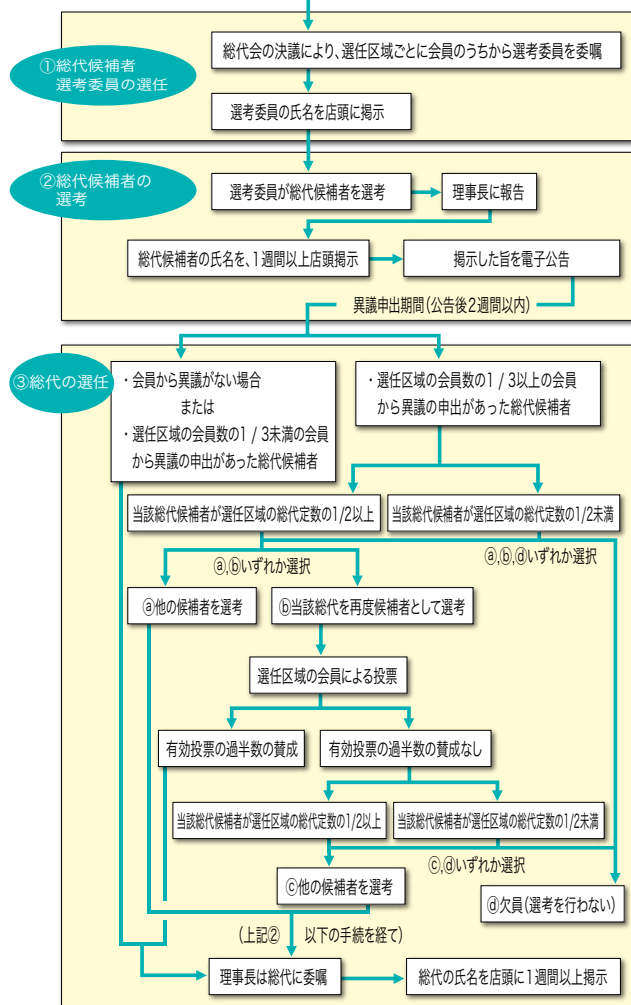 ①総代候補者
選考委員の選任
総代会の決議により、選任区域ごとに会員のうちから選考委員を委嘱
選考委員の氏名を店頭に掲示
②総代候補者の
選考
選考委員が総代候補者を選考
理事長に報告
総代候補者の氏名を、1週間以上店頭掲示
掲示した旨を電子公告
異議申出期間(公告後2週間以内)
③総代の選任
・会員から異議がない場合
または
・選任区域の会員数の1 / 3未満の会員
から異議の申出があった総代候補者
・選任区域の会員数の1 / 3以上の会員
から異議の申出があった総代候補者
当該総代候補者が選任区域の総代定数の1/2以上
当該総代候補者が選任区域の総代定数の1/2未満
ⓐ,ⓑいずれか選択
ⓐ,ⓑ,ⓓいずれか選択
ⓐ他の候補者を選考
ⓑ当該総代を再度候補者として選考
選任区域の会員による投票
有効投票の過半数の賛成
有効投票の過半数の賛成なし
当該総代候補者が選任区域の総代定数の1/2以上
当該総代候補者が選任区域の総代定数の1/2未満
ⓒ,ⓓいずれか選択
ⓒ他の候補者を選考
ⓓ欠員(選考を行わない)
(上記② 以下の手続を経て)
理事長は総代に委嘱
総代の氏名を店頭に1週間以上掲示